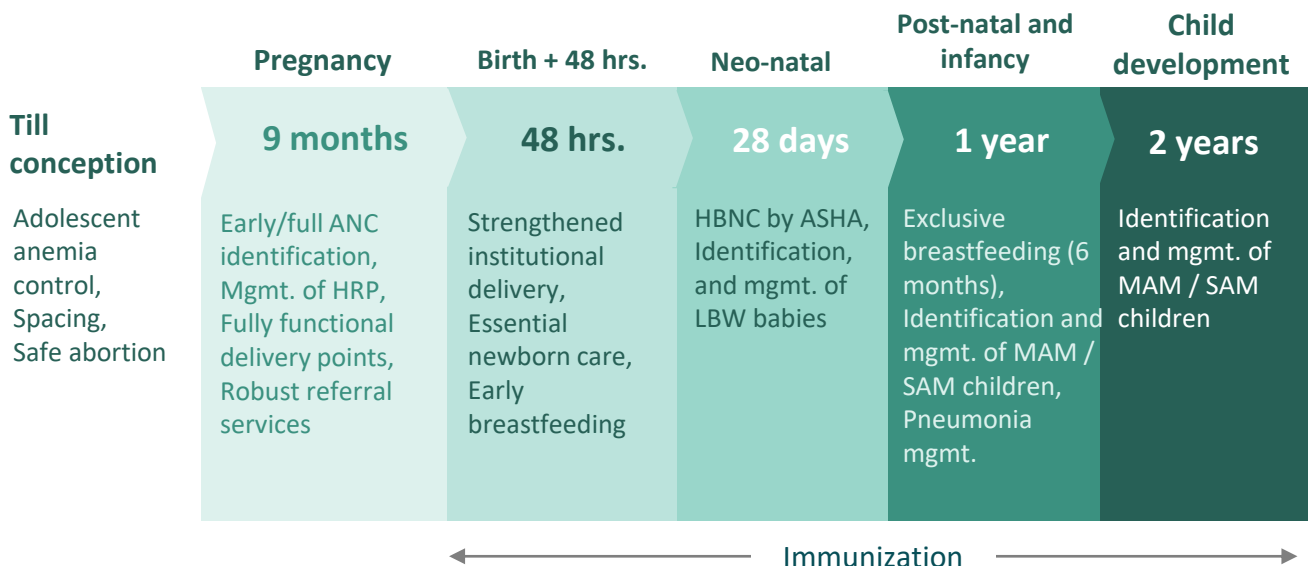 Till
conception
Adolescent
anemia
control,
Spacing,
Safe abortion
Pregnancy
9 months
Early/full ANC
identification,
Mgmt. of HRP,
Fully functional
delivery points,
Robust referral
services
Birth + 48 hrs.
48 hrs.
Strengthened
institutional
delivery,
Essential
newborn care,
Early
breastfeeding
Neo-natal
28 days
HBNC by ASHA,
Identification,
and mgmt. of
LBW babies
Post-natal and
infancy
1 year
Exclusive
breastfeeding (6
months),
Identification and
mgmt. of MAM /
SAM children,
Pneumonia
mgmt.
Child
development
2 years
Identification
and mgmt. of
MAM / SAM
children
Immunization